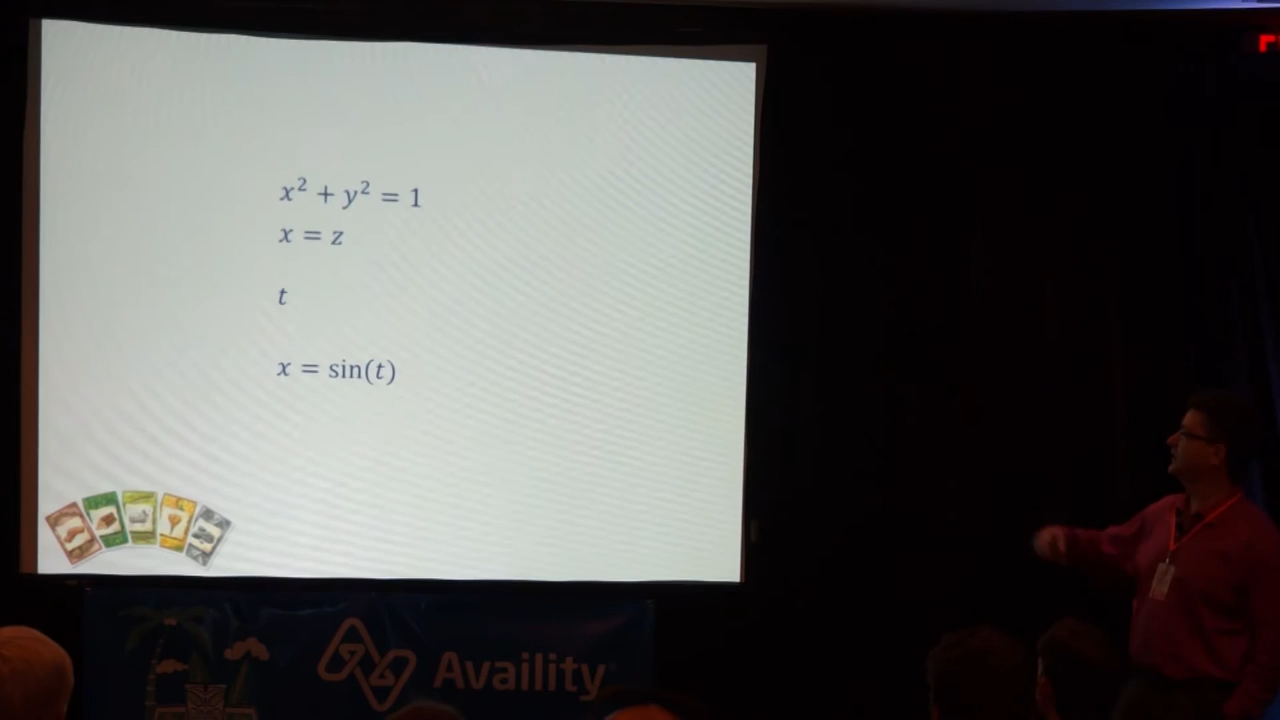 x² + y² = 1
x = z
t
x = sin(t)
Availity